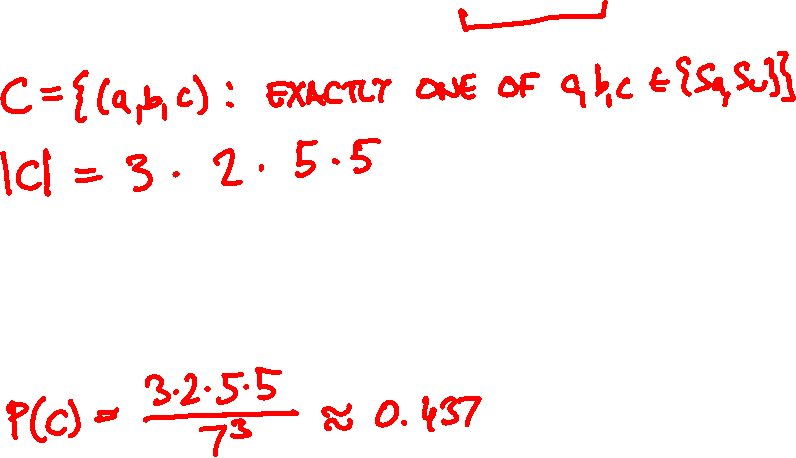 C = {(a,b,c) : EXACTLY ONE OF a,b,c ∈ {Sa, Su}}
|C| = 3 · 2 · 5 · 5
P(C) = 3·2·5·5 / 7³ ≈ 0.437